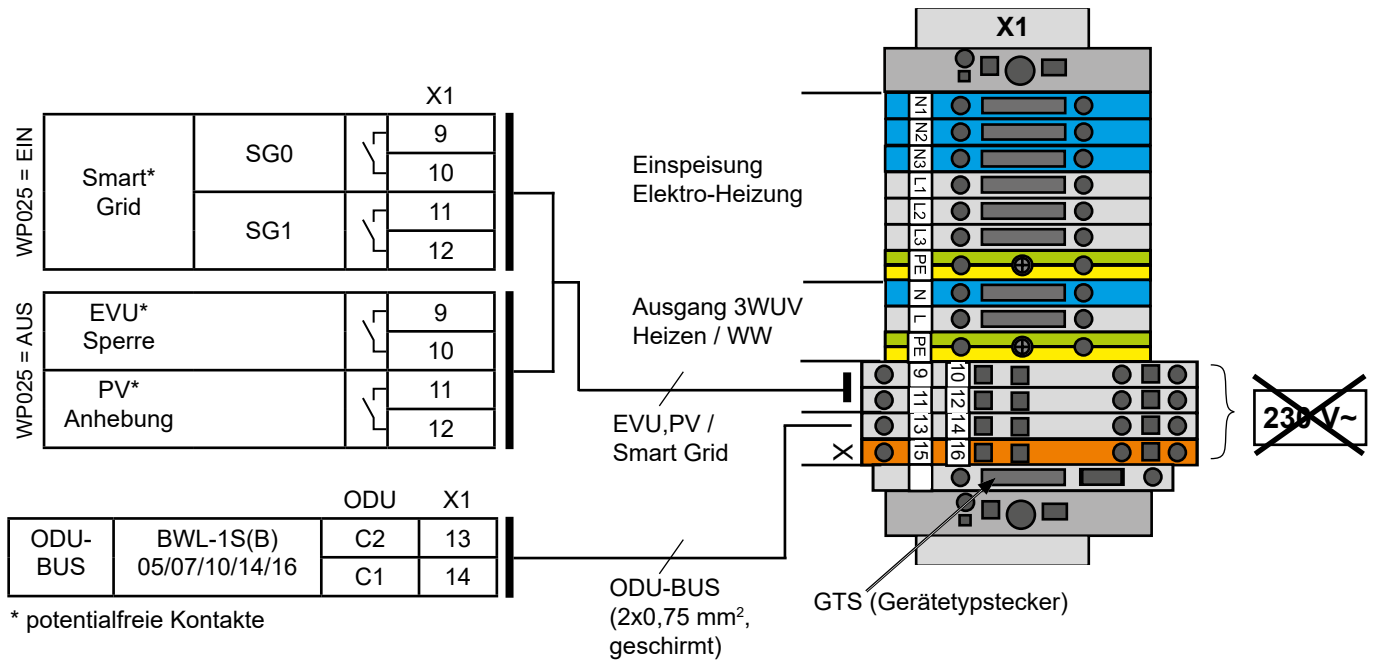 X1
WP025 = EIN
Smart*
Grid
SG0
9
10
SG1
11
12
WP025 = AUS
EVU*
Sperre
9
10
PV*
Anhebung
11
12
ODU X1
ODU-
BUS
BWL-1S(B)
05/07/10/14/16
C2 13
C1 14
* potentialfreie Kontakte
Einspeisung
Elektro-Heizung
Ausgang 3WUV
Heizen / WW
EVU,PV /
Smart Grid
ODU-BUS
(2x0,75 mm²,
geschirmt)
X1
N1
N2
N3
L1
L2
L3
PE
N
L
PE
9 10
11 12
13 14
X 15 16
230 V~
GTS (Gerätetypstecker)